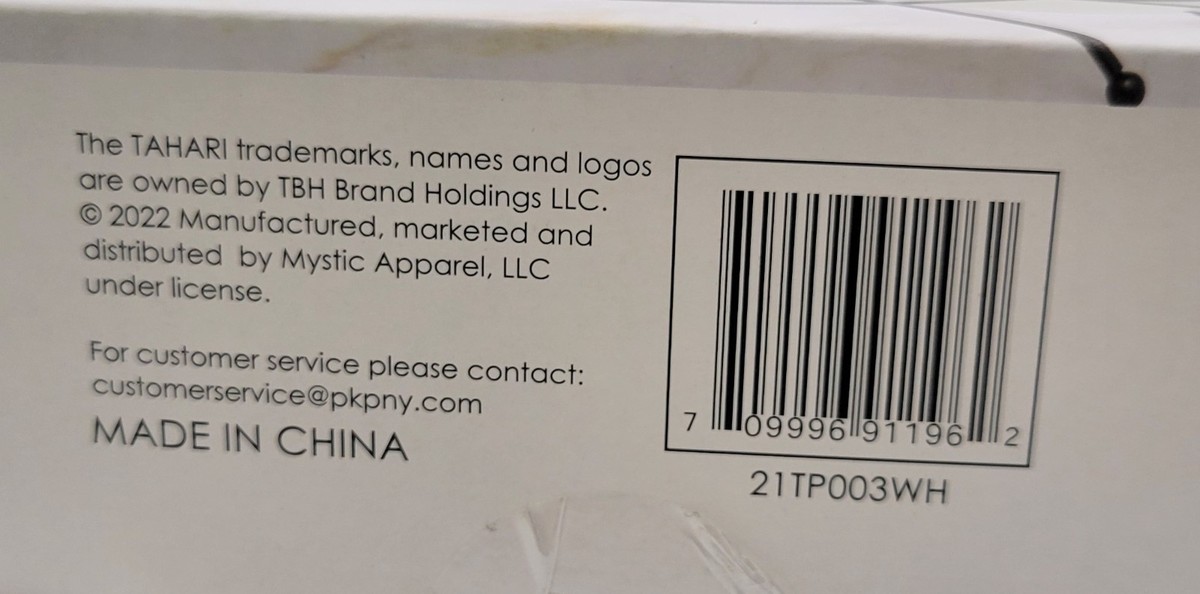 The TAHARI trademarks, names and logos
are owned by TBH Brand Holdings LLC.
© 2022 Manufactured, marketed and
distributed by Mystic Apparel, LLC
under license.
For customer service please contact:
customerservice@pkpny.com
MADE IN CHINA
7 09996 91196 2
21TP003WH